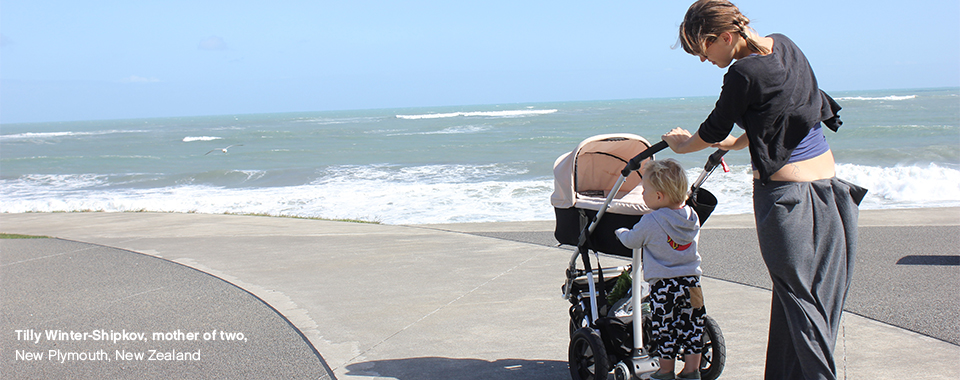 Tilly Winter-Shipkov, mother of two,
New Plymouth, New Zealand